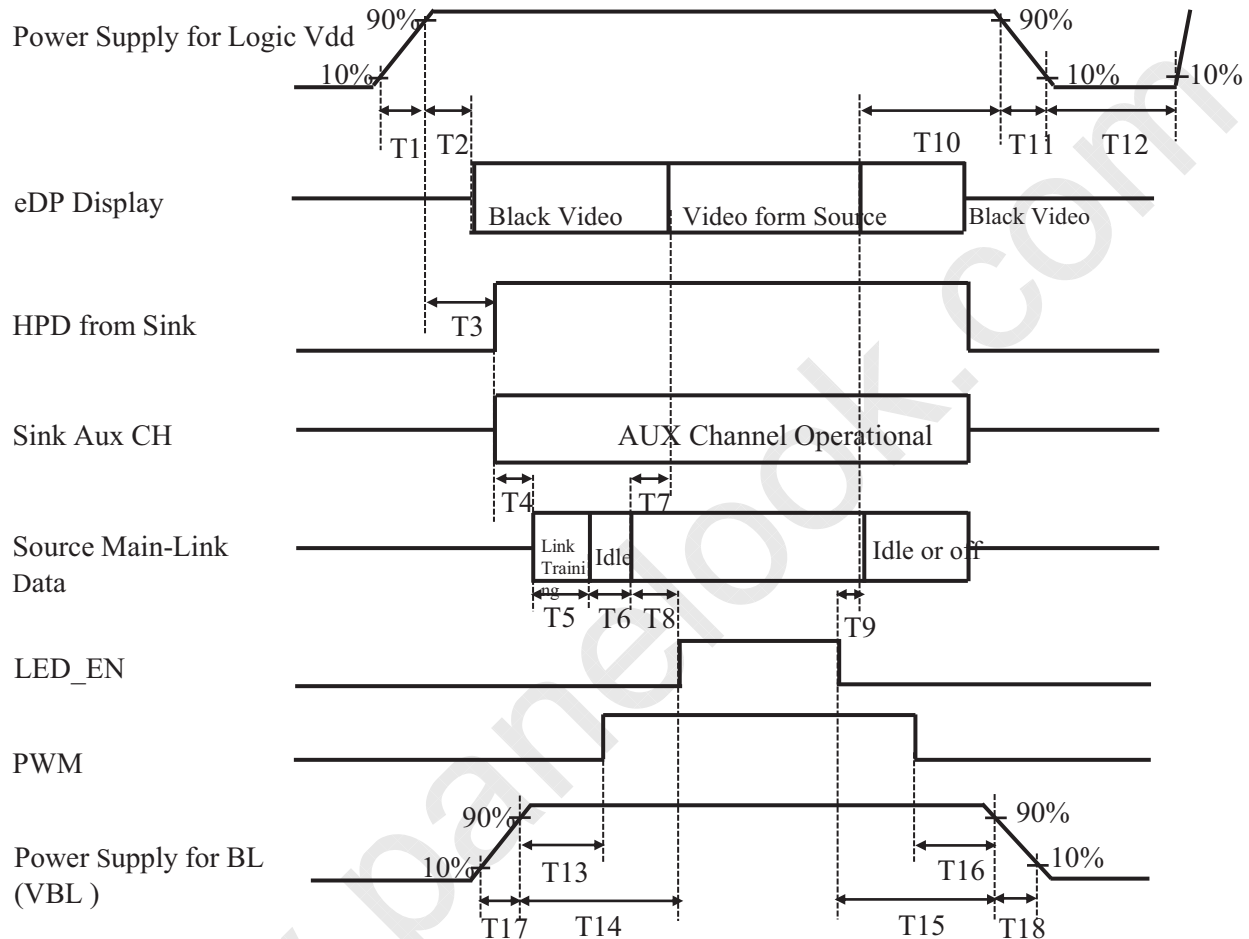 Power Supply for Logic Vdd
90%
90%
10%
10%
10%
T1
T2
T10
T11
T12
eDP Display
Black Video
Video form Source
Black Video
HPD from Sink
T3
Sink Aux CH
AUX Channel Operational
T4
T7
Source Main-Link
Data
Link
Traini
ng
Idle
Idle or off
T5
T6
T8
T9
LED_EN
PWM
90%
90%
Power Supply for BL
(VBL )
10%
10%
T13
T16
T17
T14
T15
T18
panelook.com